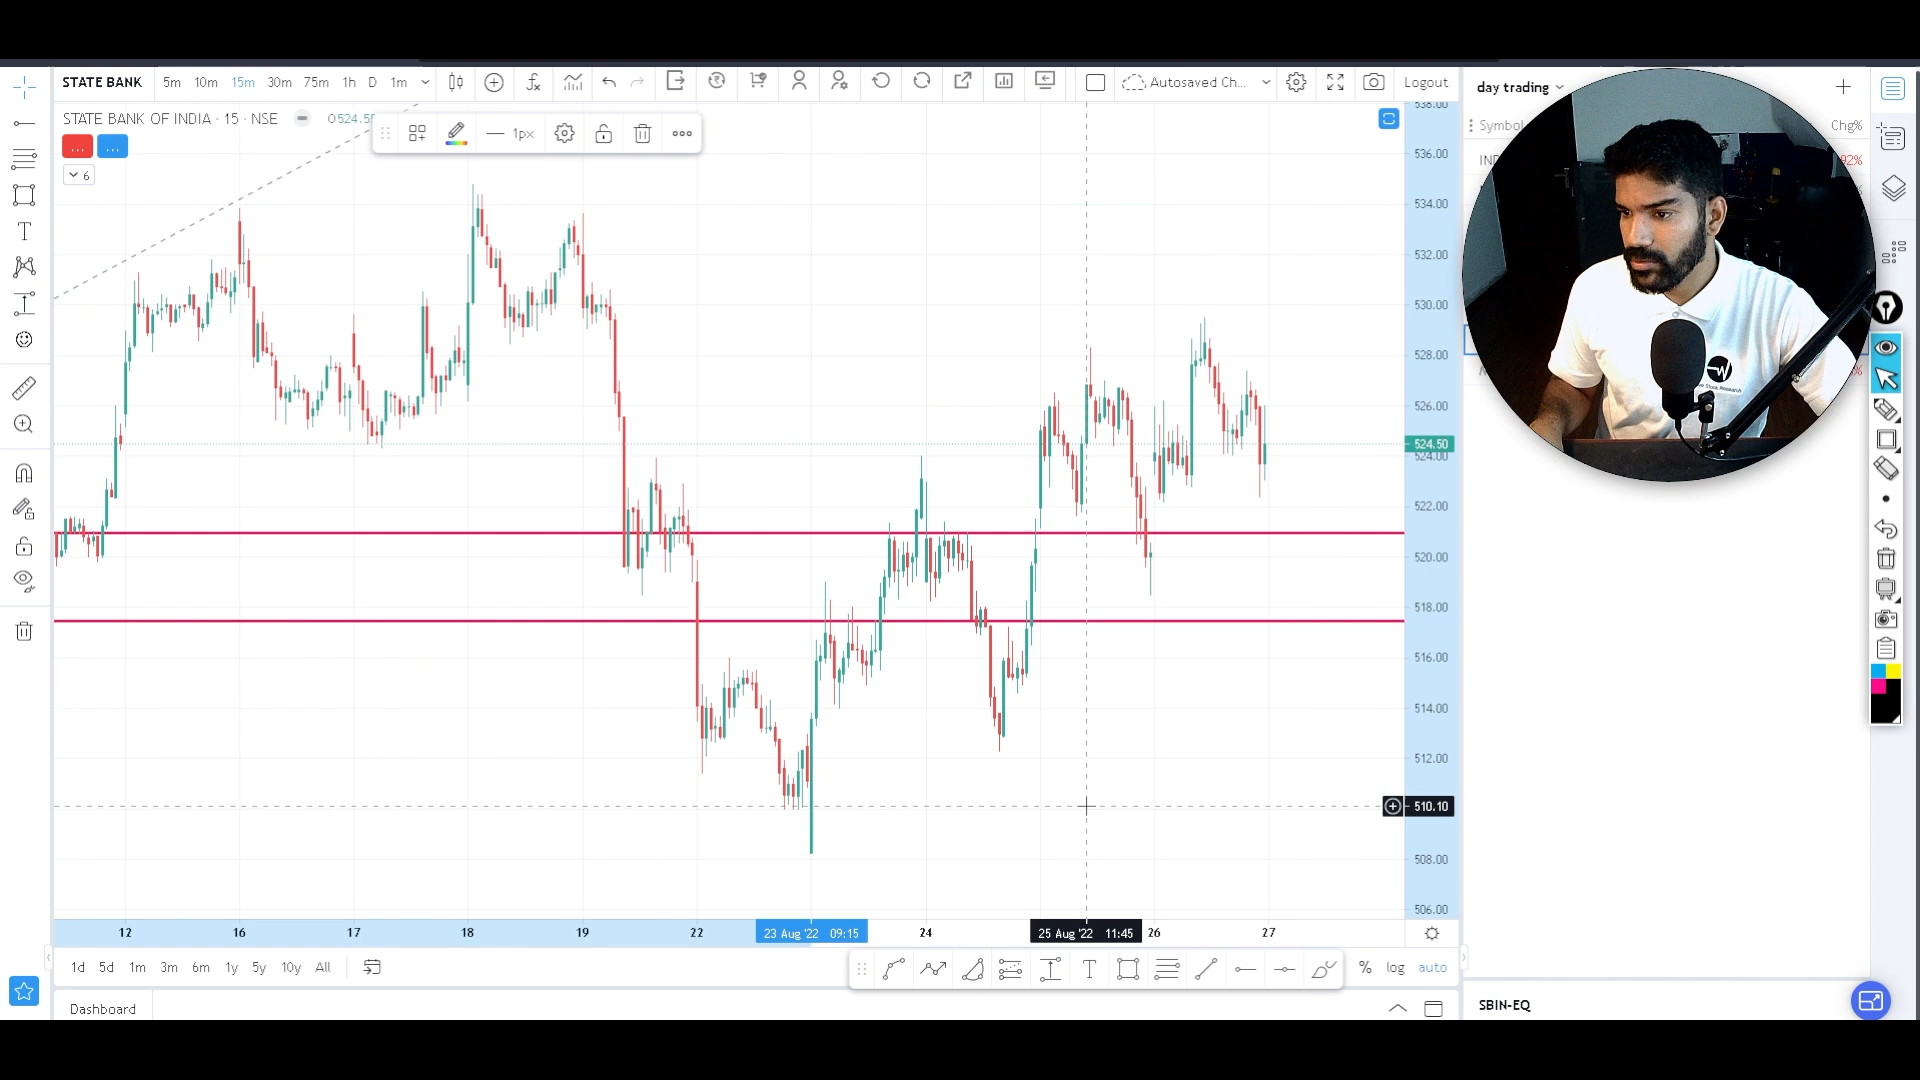 STATE BANK 5m 10m 15m 30m 75m 1h D 1m Autosaved Ch... Logout
day trading
STATE BANK OF INDIA · 15 · NSE
1px
Symbol Chg%
... ...
6
538.00
536.00
534.00
532.00
530.00
528.00
526.00
524.50
524.00
522.00
520.00
518.00
516.00
514.00
512.00
510.10
508.00
506.00
12 16 17 18 19 22 23 Aug '22 09:15 24 25 Aug '22 11:45 26 27
1d 5d 1m 3m 6m 1y 5y 10y All T % log auto
Dashboard
SBIN-EQ